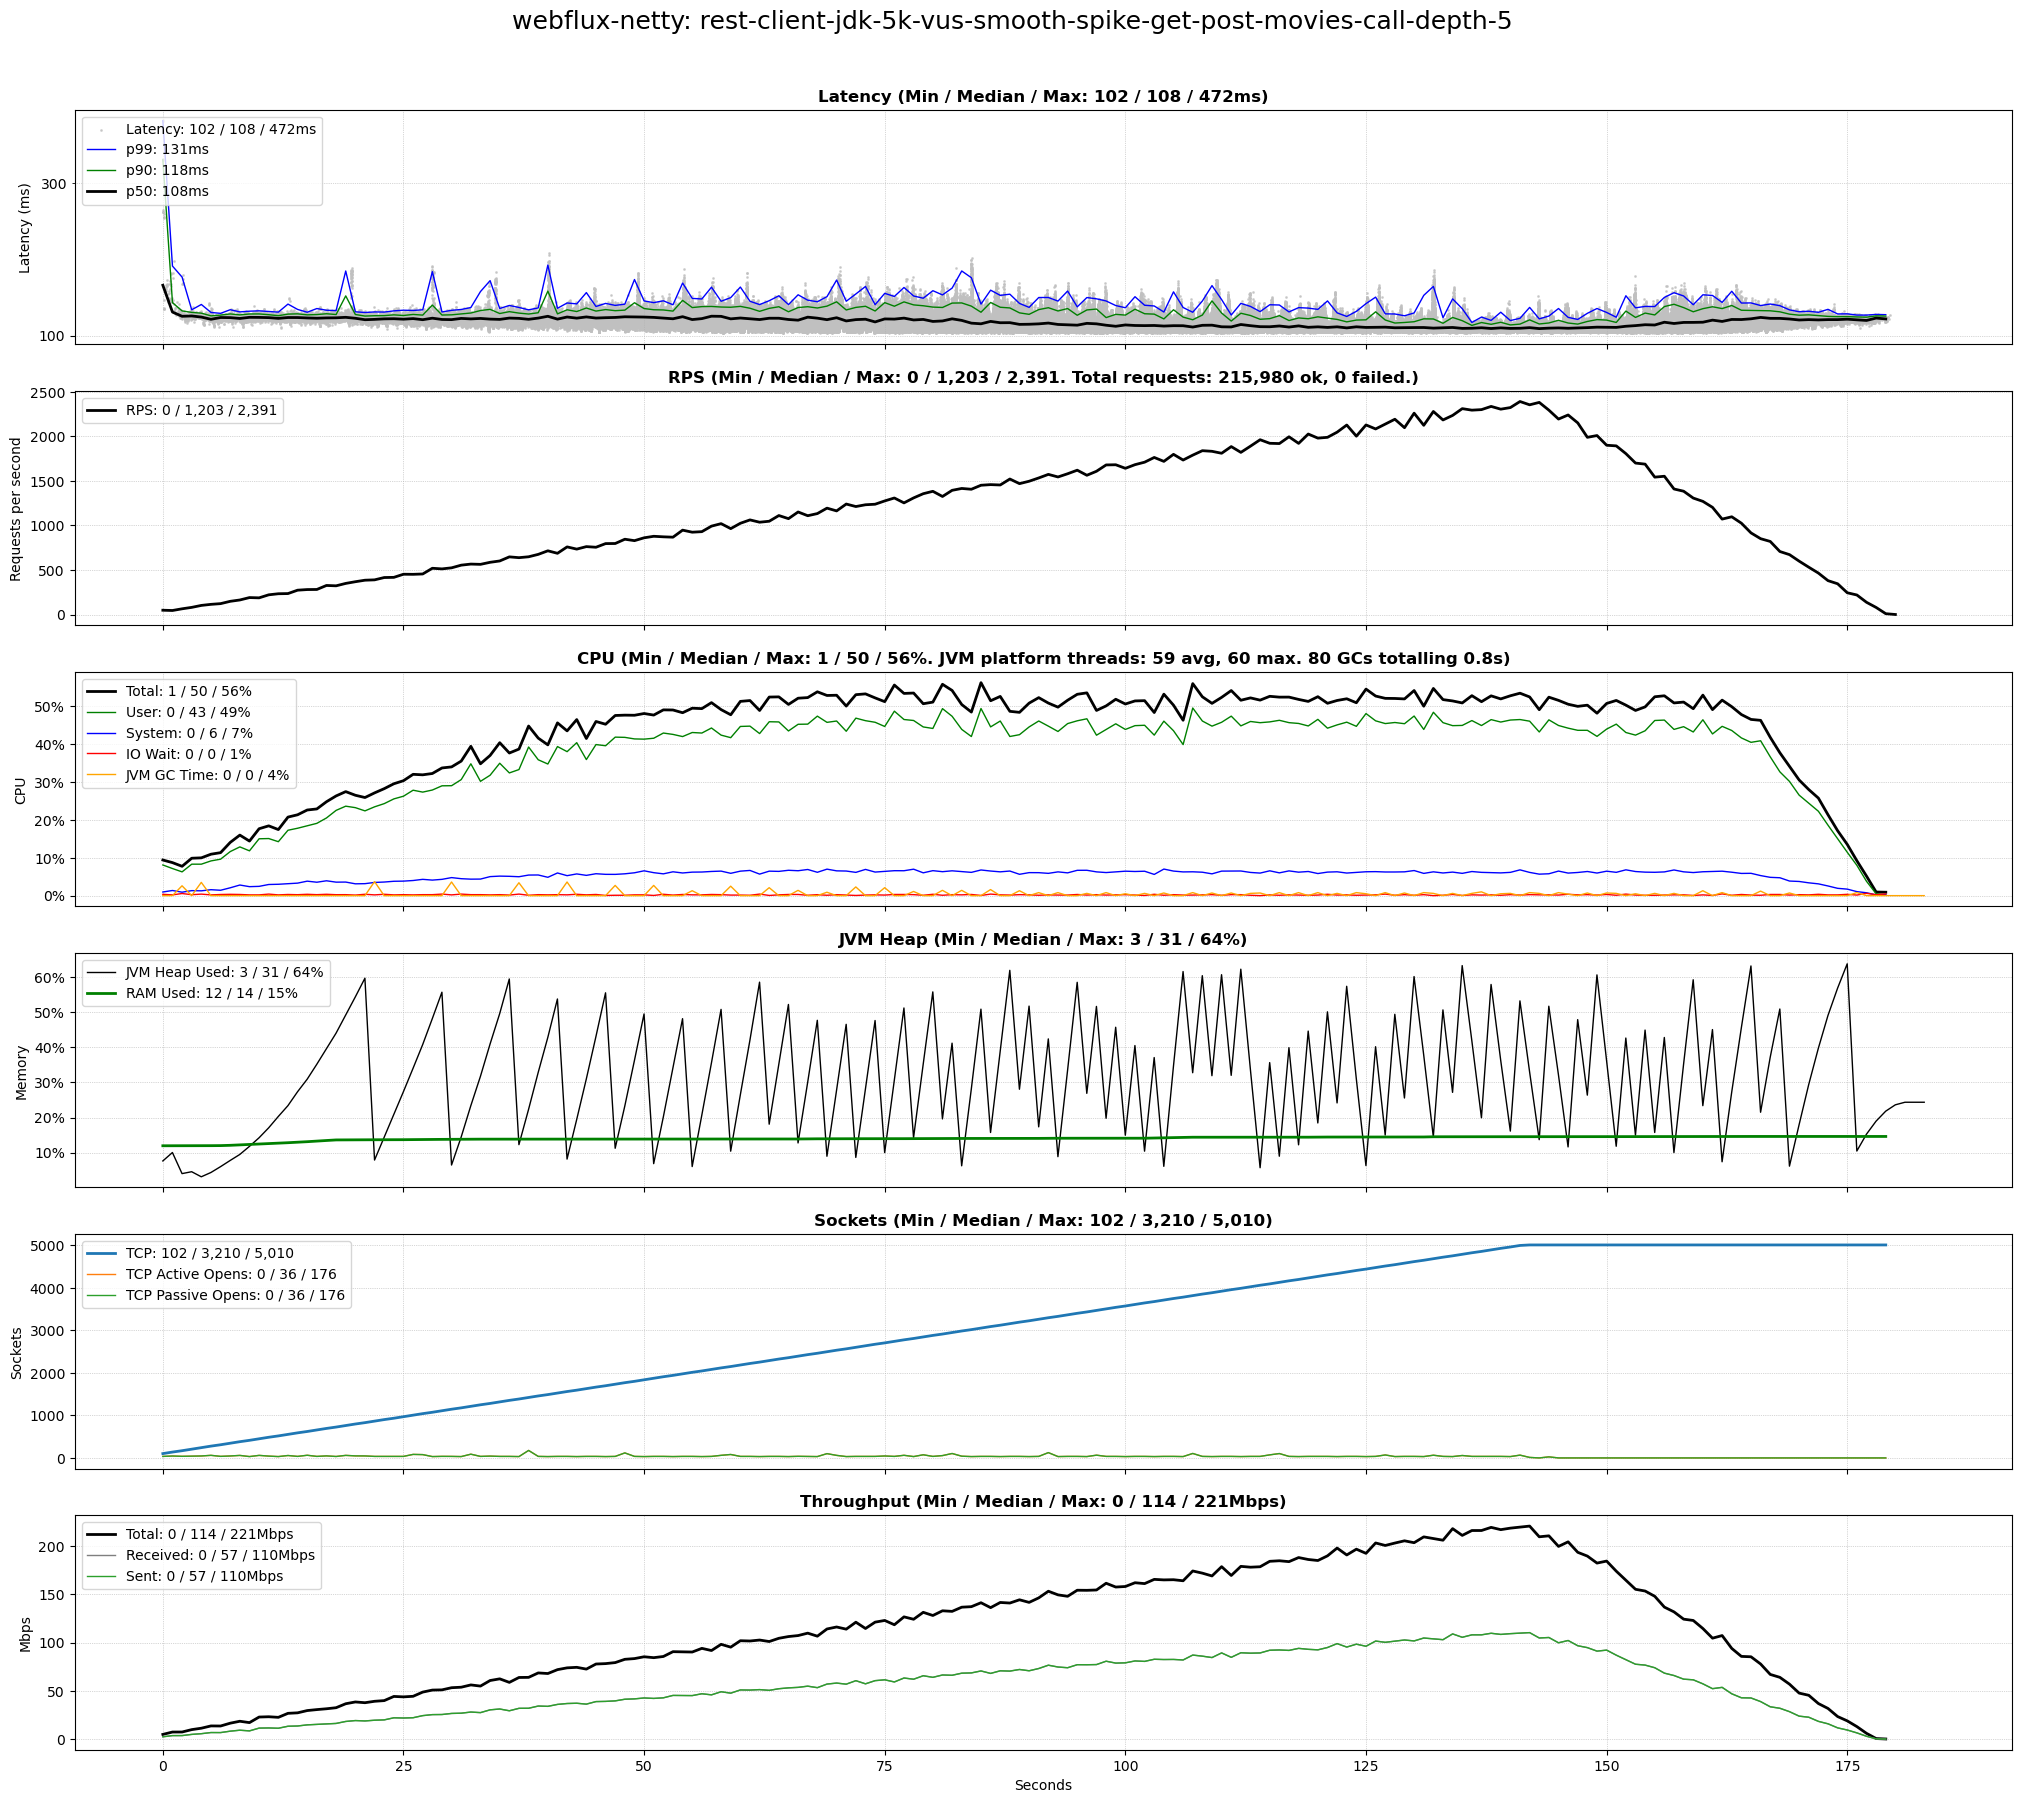 webflux-netty: rest-client-jdk-5k-vus-smooth-spike-get-post-movies-call-depth-5
Latency (Min / Median / Max: 102 / 108 / 472ms)
Latency: 102 / 108 / 472ms
p99: 131ms
p90: 118ms
p50: 108ms
Latency (ms)
300
100
RPS (Min / Median / Max: 0 / 1,203 / 2,391. Total requests: 215,980 ok, 0 failed.)
RPS: 0 / 1,203 / 2,391
Requests per second
2500
2000
1500
1000
500
0
CPU (Min / Median / Max: 1 / 50 / 56%. JVM platform threads: 59 avg, 60 max. 80 GCs totalling 0.8s)
Total: 1 / 50 / 56%
User: 0 / 43 / 49%
System: 0 / 6 / 7%
IO Wait: 0 / 0 / 1%
JVM GC Time: 0 / 0 / 4%
CPU
50%
40%
30%
20%
10%
0%
JVM Heap (Min / Median / Max: 3 / 31 / 64%)
JVM Heap Used: 3 / 31 / 64%
RAM Used: 12 / 14 / 15%
Memory
60%
50%
40%
30%
20%
10%
Sockets (Min / Median / Max: 102 / 3,210 / 5,010)
TCP: 102 / 3,210 / 5,010
TCP Active Opens: 0 / 36 / 176
TCP Passive Opens: 0 / 36 / 176
Sockets
5000
4000
3000
2000
1000
0
Throughput (Min / Median / Max: 0 / 114 / 221Mbps)
Total: 0 / 114 / 221Mbps
Received: 0 / 57 / 110Mbps
Sent: 0 / 57 / 110Mbps
Mbps
200
150
100
50
0
0 25 50 75 100 125 150 175
Seconds